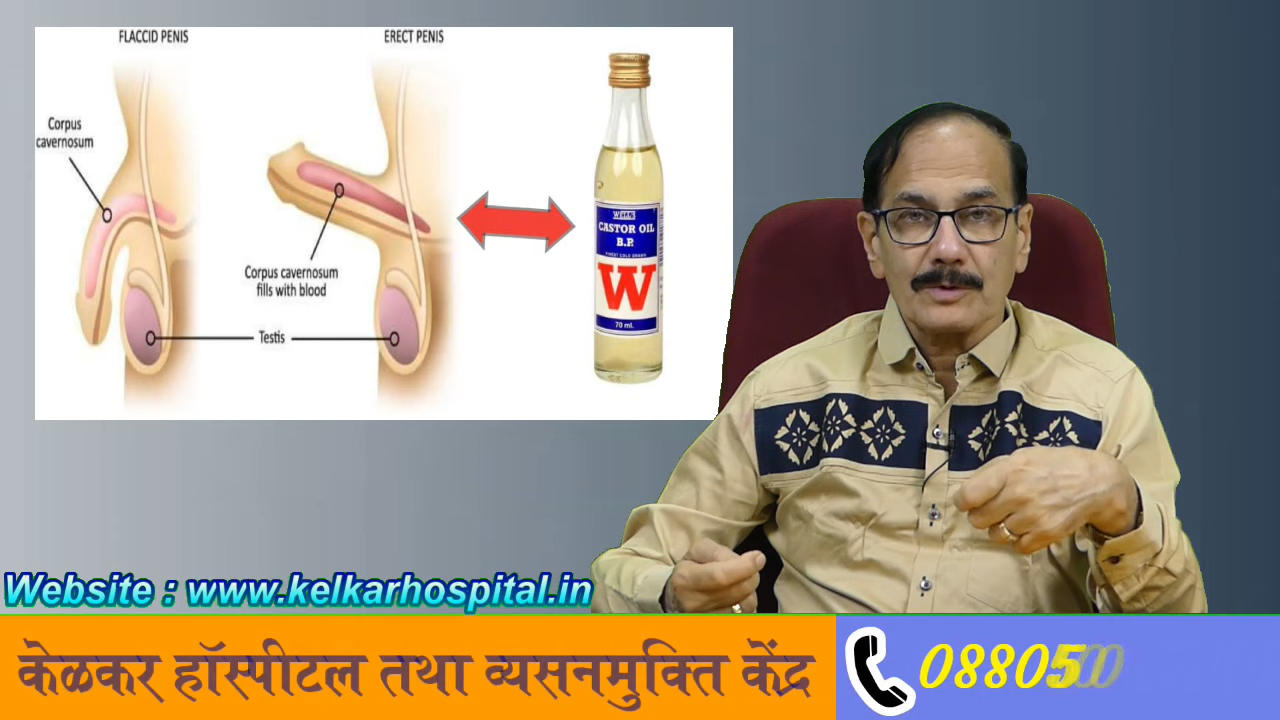 FLACCID PENIS
ERECT PENIS
Corpus
cavernosum
Corpus cavernosum
fills with blood
Testis
WELL'S
CASTOR OIL
B.P.
W
70 ml.
Website : www.kelkarhospital.in
केळकर हॉस्पीटल तथा व्यसनमुक्ति केंद्र
08805